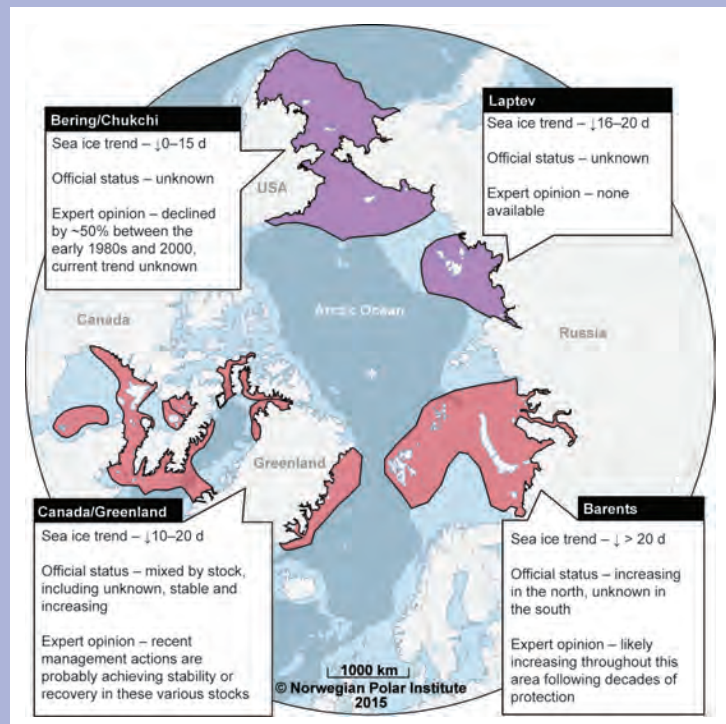 Bering/Chukchi
Sea ice trend – ↓0–15 d
Official status – unknown
Expert opinion – declined
by ~50% between the
early 1980s and 2000,
current trend unknown
Laptev
Sea ice trend – ↓16–20 d
Official status – unknown
Expert opinion – none
available
USA
Canada
Arctic Ocean
Russia
Greenland
Canada/Greenland
Sea ice trend – ↓10–20 d
Official status – mixed by stock,
including unknown, stable and
increasing
Expert opinion – recent
management actions are
probably achieving stability or
recovery in these various stocks
Barents
Sea ice trend – ↓ > 20 d
Official status – increasing
in the north, unknown in
the south
Expert opinion – likely
increasing throughout this
area following decades of
protection
1000 km
© Norwegian Polar Institute
2015